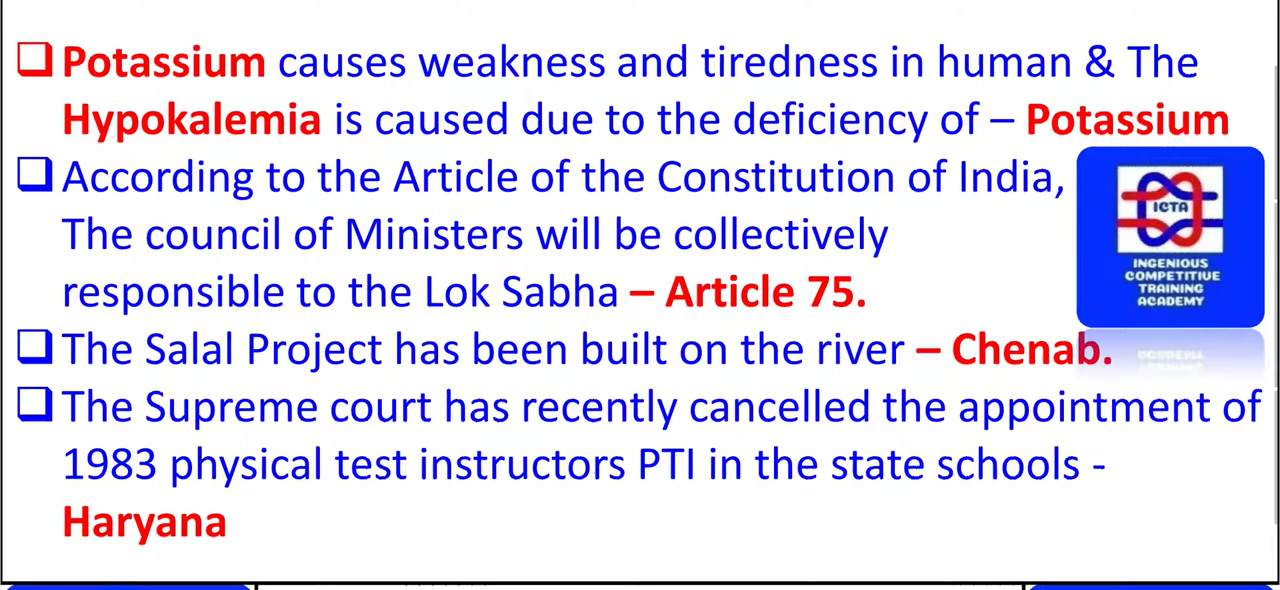 Potassium causes weakness and tiredness in human & The
Hypokalemia is caused due to the deficiency of – Potassium
According to the Article of the Constitution of India,
The council of Ministers will be collectively
responsible to the Lok Sabha – Article 75.
The Salal Project has been built on the river – Chenab.
The Supreme court has recently cancelled the appointment of
1983 physical test instructors PTI in the state schools -
Haryana
ICTA
INGENIOUS
COMPETITIVE
TRAINING
ACADEMY